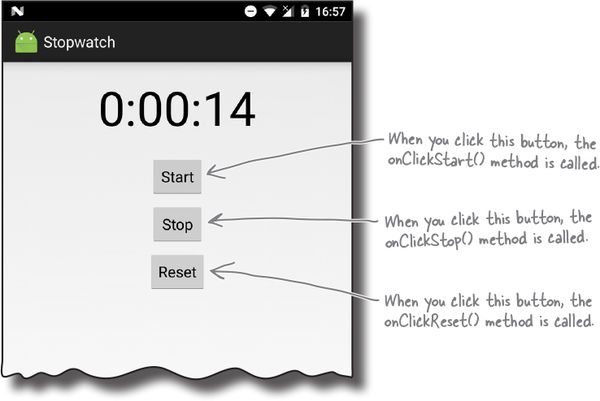 16:57
Stopwatch
0:00:14
Start
When you click this button, the
onClickStart() method is called.
Stop
When you click this button, the
onClickStop() method is called.
Reset
When you click this button, the
onClickReset() method is called.